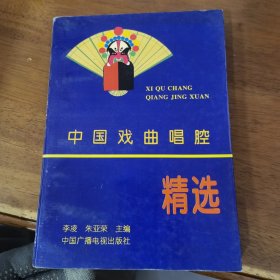 XI QU CHANG
QIANG JING XUAN
中国戏曲唱腔
精选
李凌 朱亚荣 主编
中国广播电视出版社